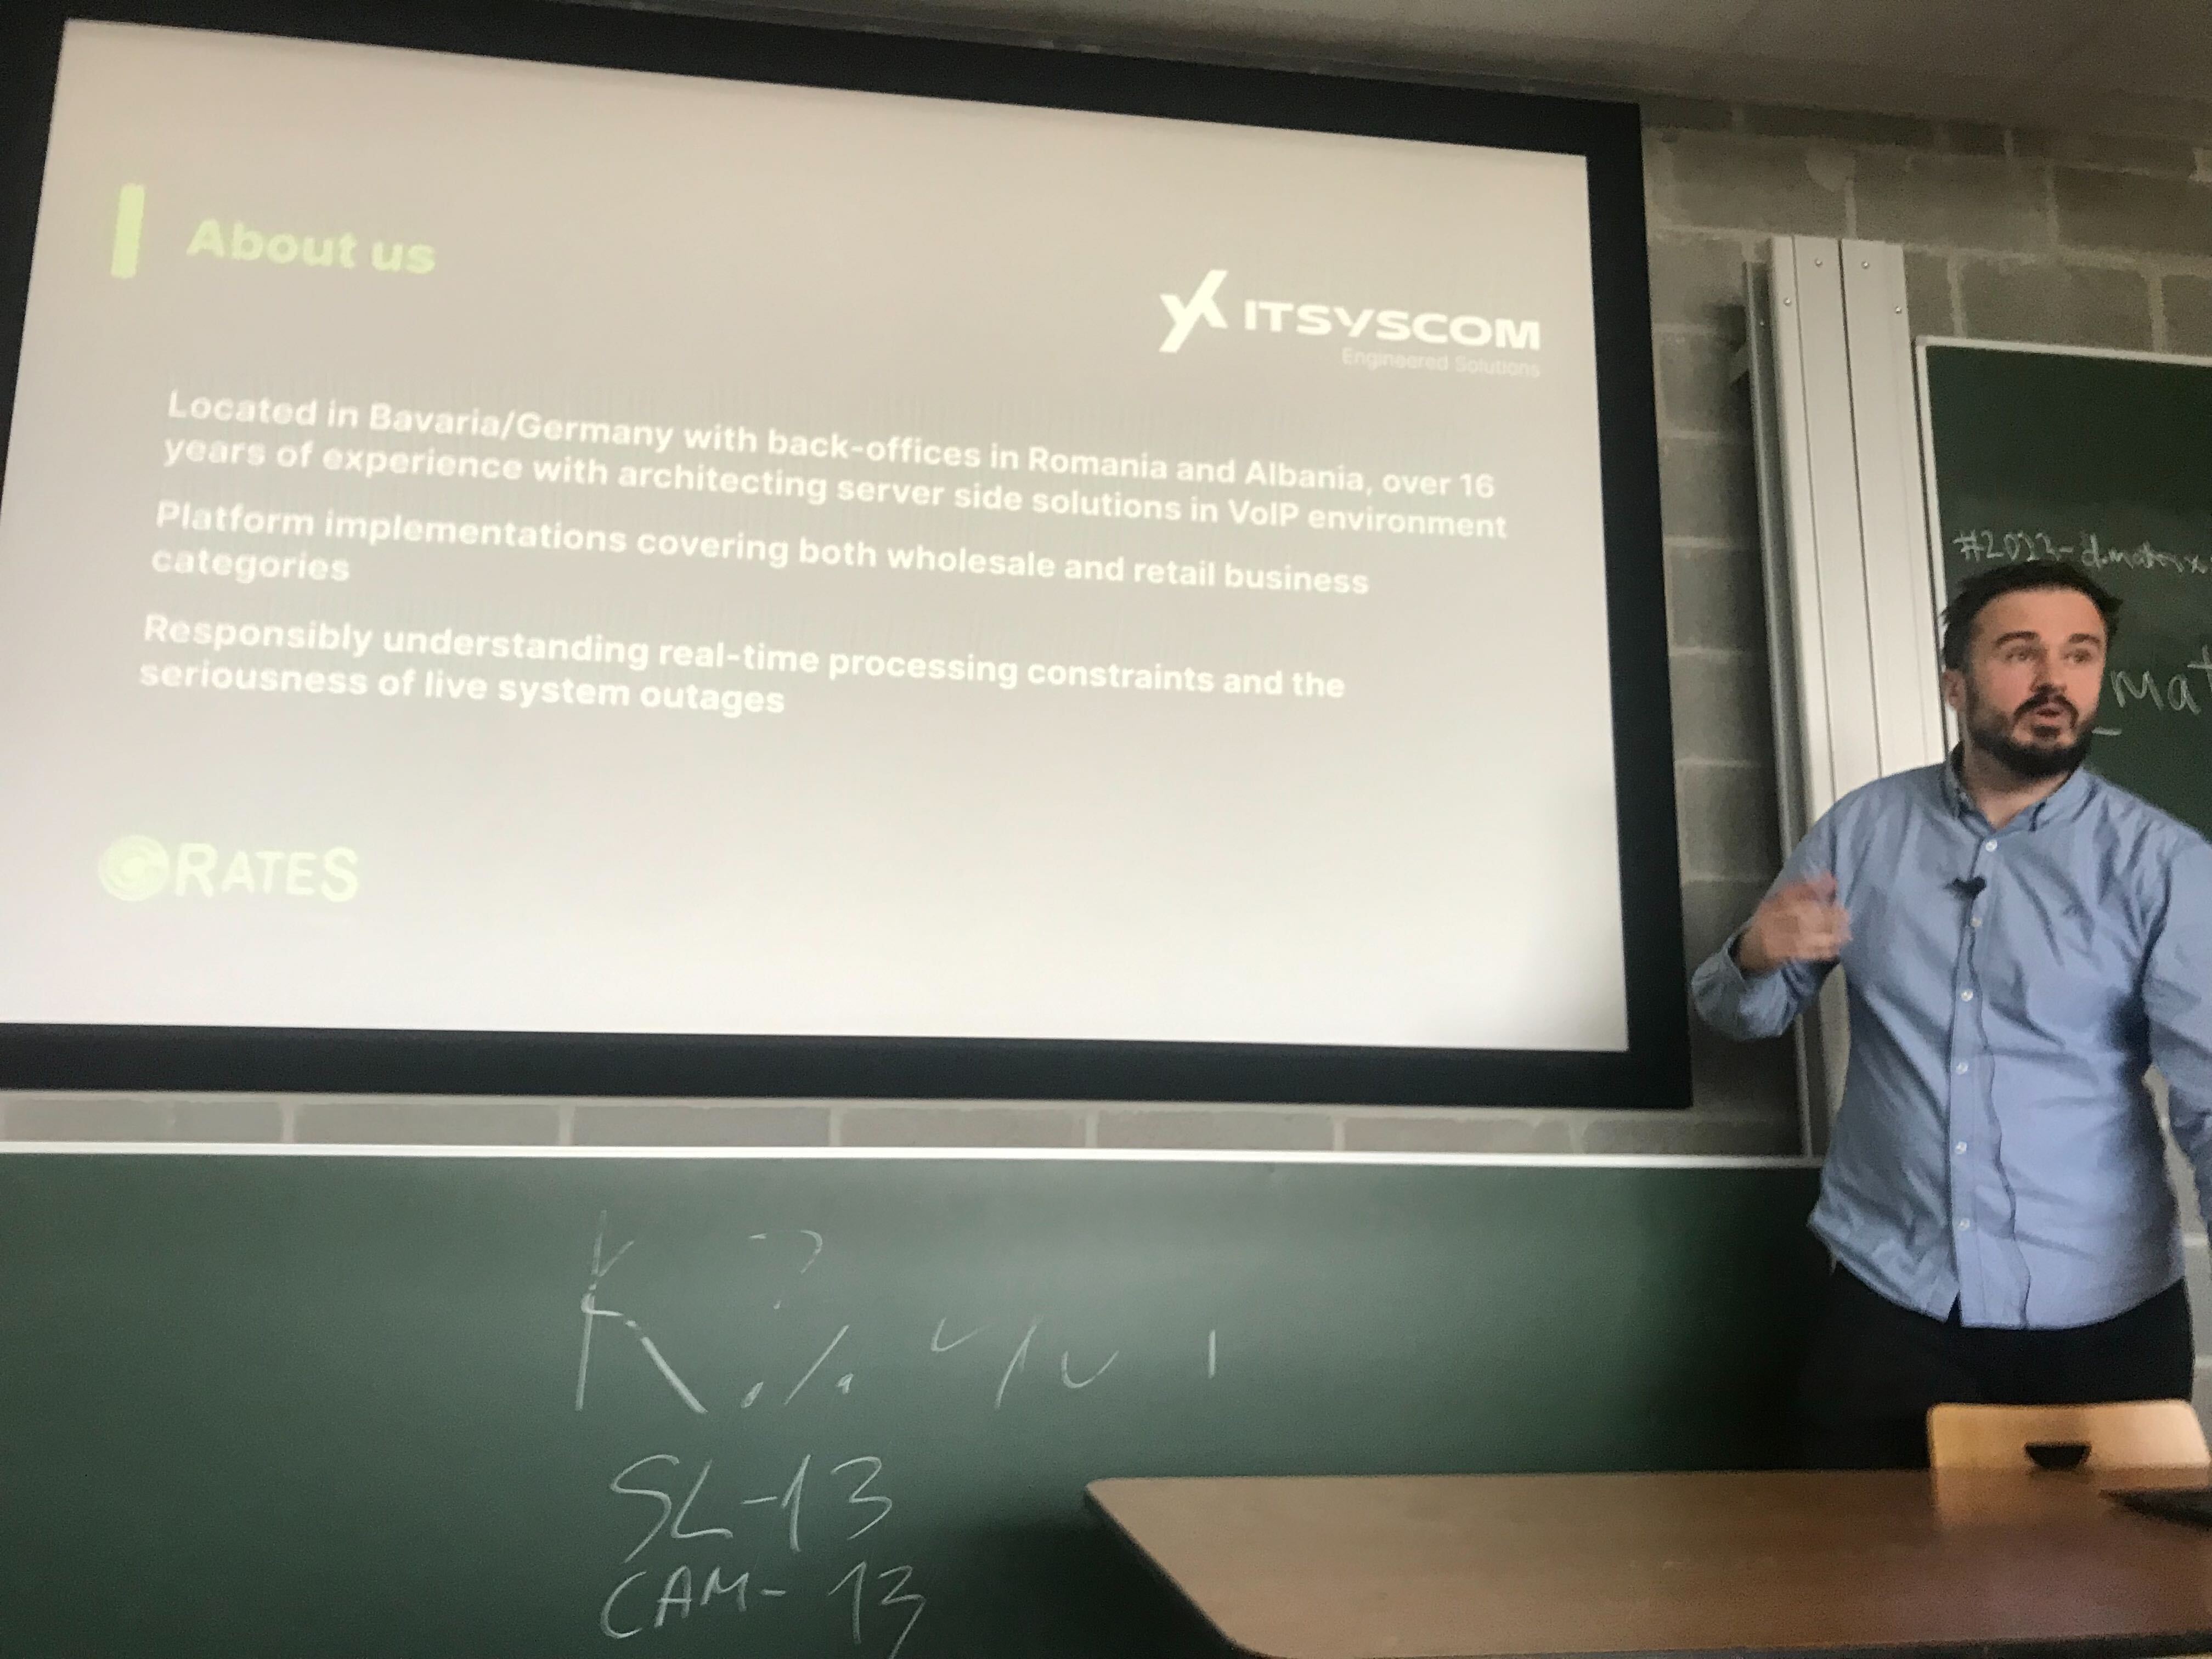 About us
ITSYSCOM
Engineered Solutions
Located in Bavaria/Germany with back-offices in Romania and Albania, over 16
years of experience with architecting server side solutions in VoIP environment
Platform implementations covering both wholesale and retail business
categories
Responsibly understanding real-time processing constraints and the
seriousness of live system outages
RATES
mat
SL-13
CAM-13